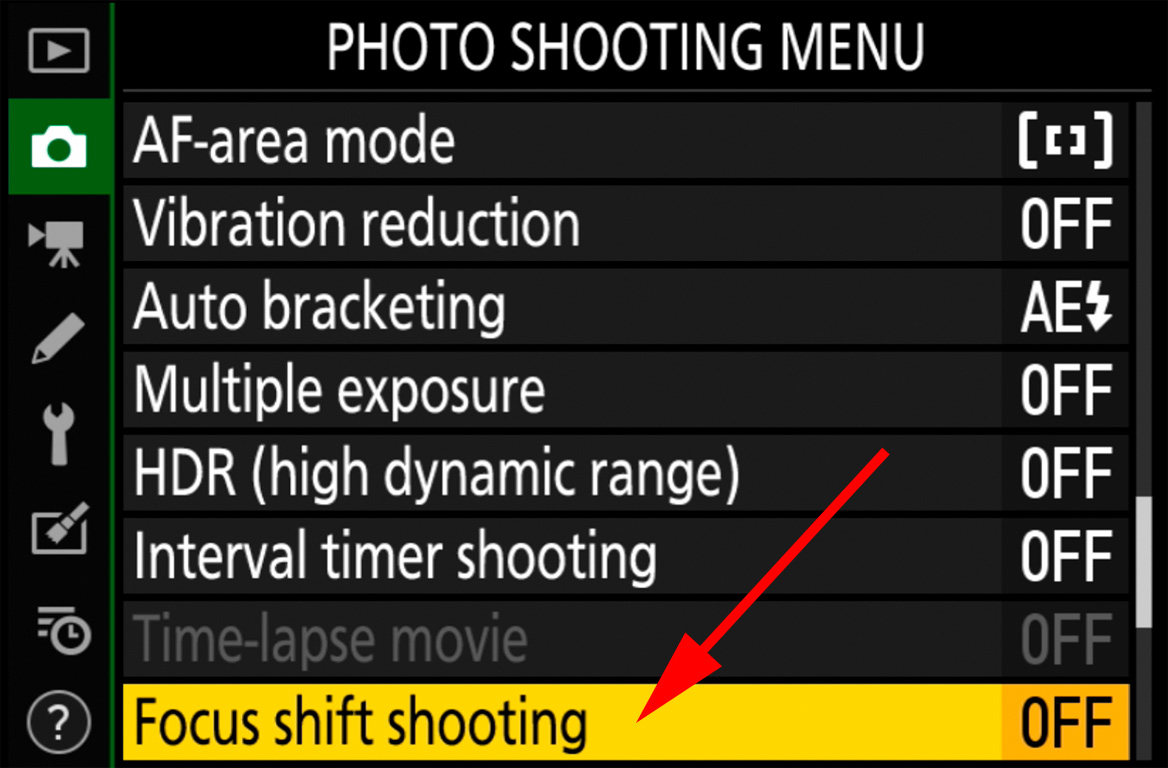 PHOTO SHOOTING MENU
AF-area mode
Vibration reduction OFF
Auto bracketing AE
Multiple exposure OFF
HDR (high dynamic range) OFF
Interval timer shooting OFF
Time-lapse movie OFF
Focus shift shooting OFF
?